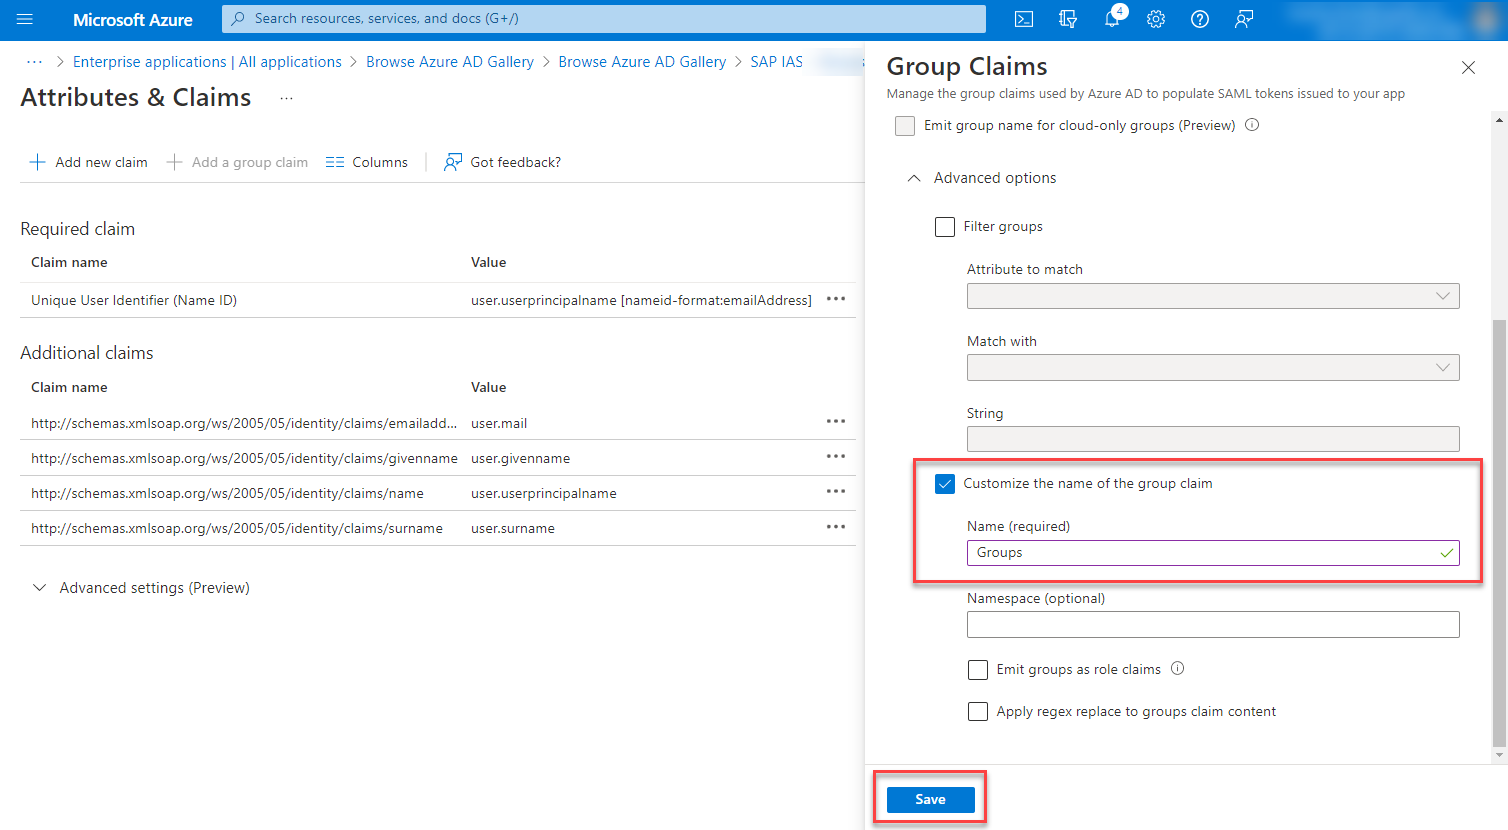 Microsoft Azure
Search resources, services, and docs (G+/)
4
... > Enterprise applications | All applications > Browse Azure AD Gallery > Browse Azure AD Gallery > SAP IAS
Attributes & Claims ...
Add new claim
Add a group claim
Columns
Got feedback?
Required claim
Claim name Value
Unique User Identifier (Name ID) user.userprincipalname [nameid-format:emailAddress] ...
Additional claims
Claim name Value
http://schemas.xmlsoap.org/ws/2005/05/identity/claims/emailadd... user.mail ...
http://schemas.xmlsoap.org/ws/2005/05/identity/claims/givenname user.givenname ...
http://schemas.xmlsoap.org/ws/2005/05/identity/claims/name user.userprincipalname ...
http://schemas.xmlsoap.org/ws/2005/05/identity/claims/surname user.surname ...
Advanced settings (Preview)
Group Claims
Manage the group claims used by Azure AD to populate SAML tokens issued to your app
Emit group name for cloud-only groups (Preview)
Advanced options
Filter groups
Attribute to match
Match with
String
Customize the name of the group claim
Name (required)
Groups
Namespace (optional)
Emit groups as role claims
Apply regex replace to groups claim content
Save